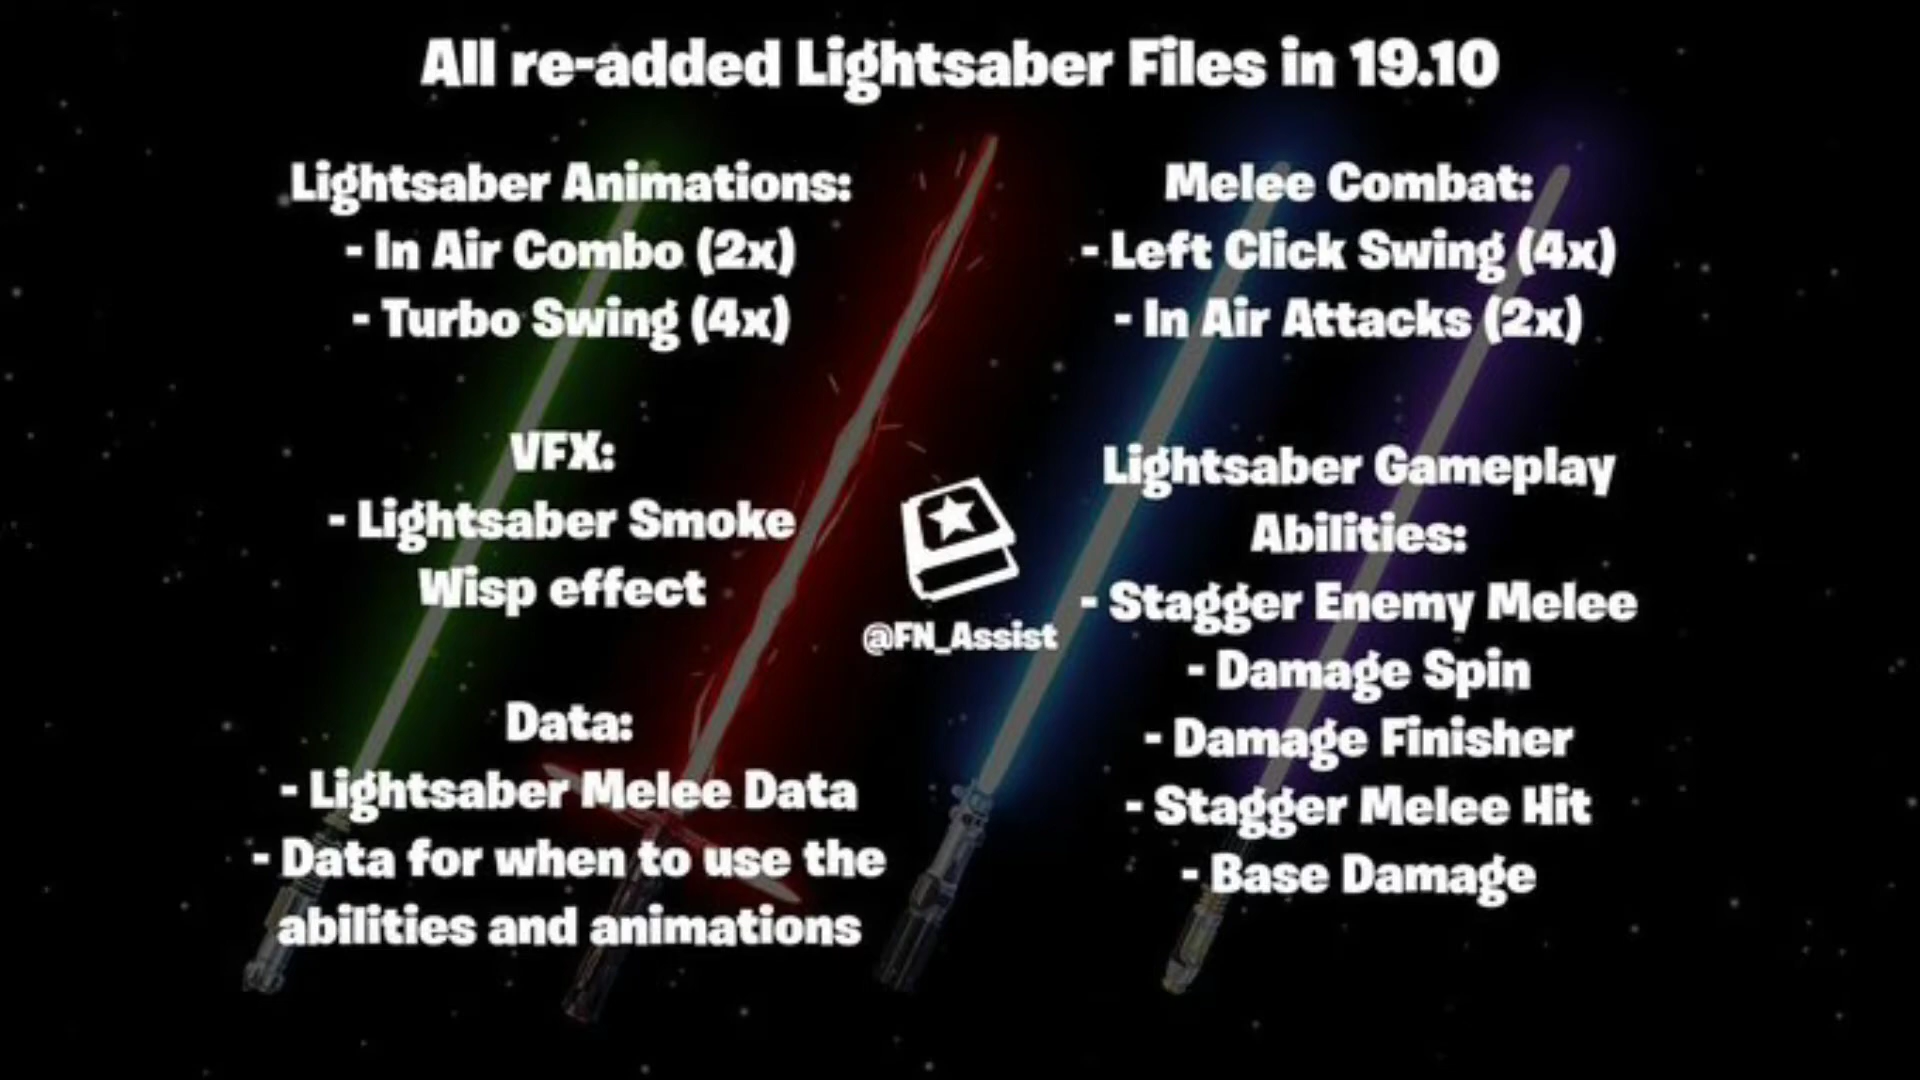 All re-added Lightsaber Files in 19.10
Lightsaber Animations:
- In Air Combo (2x)
- Turbo Swing (4x)
VFX:
- Lightsaber Smoke
Wisp effect
Data:
- Lightsaber Melee Data
- Data for when to use the
abilities and animations
@FN_Assist
Melee Combat:
- Left Click Swing (4x)
- In Air Attacks (2x)
Lightsaber Gameplay
Abilities:
- Stagger Enemy Melee
- Damage Spin
- Damage Finisher
- Stagger Melee Hit
- Base Damage